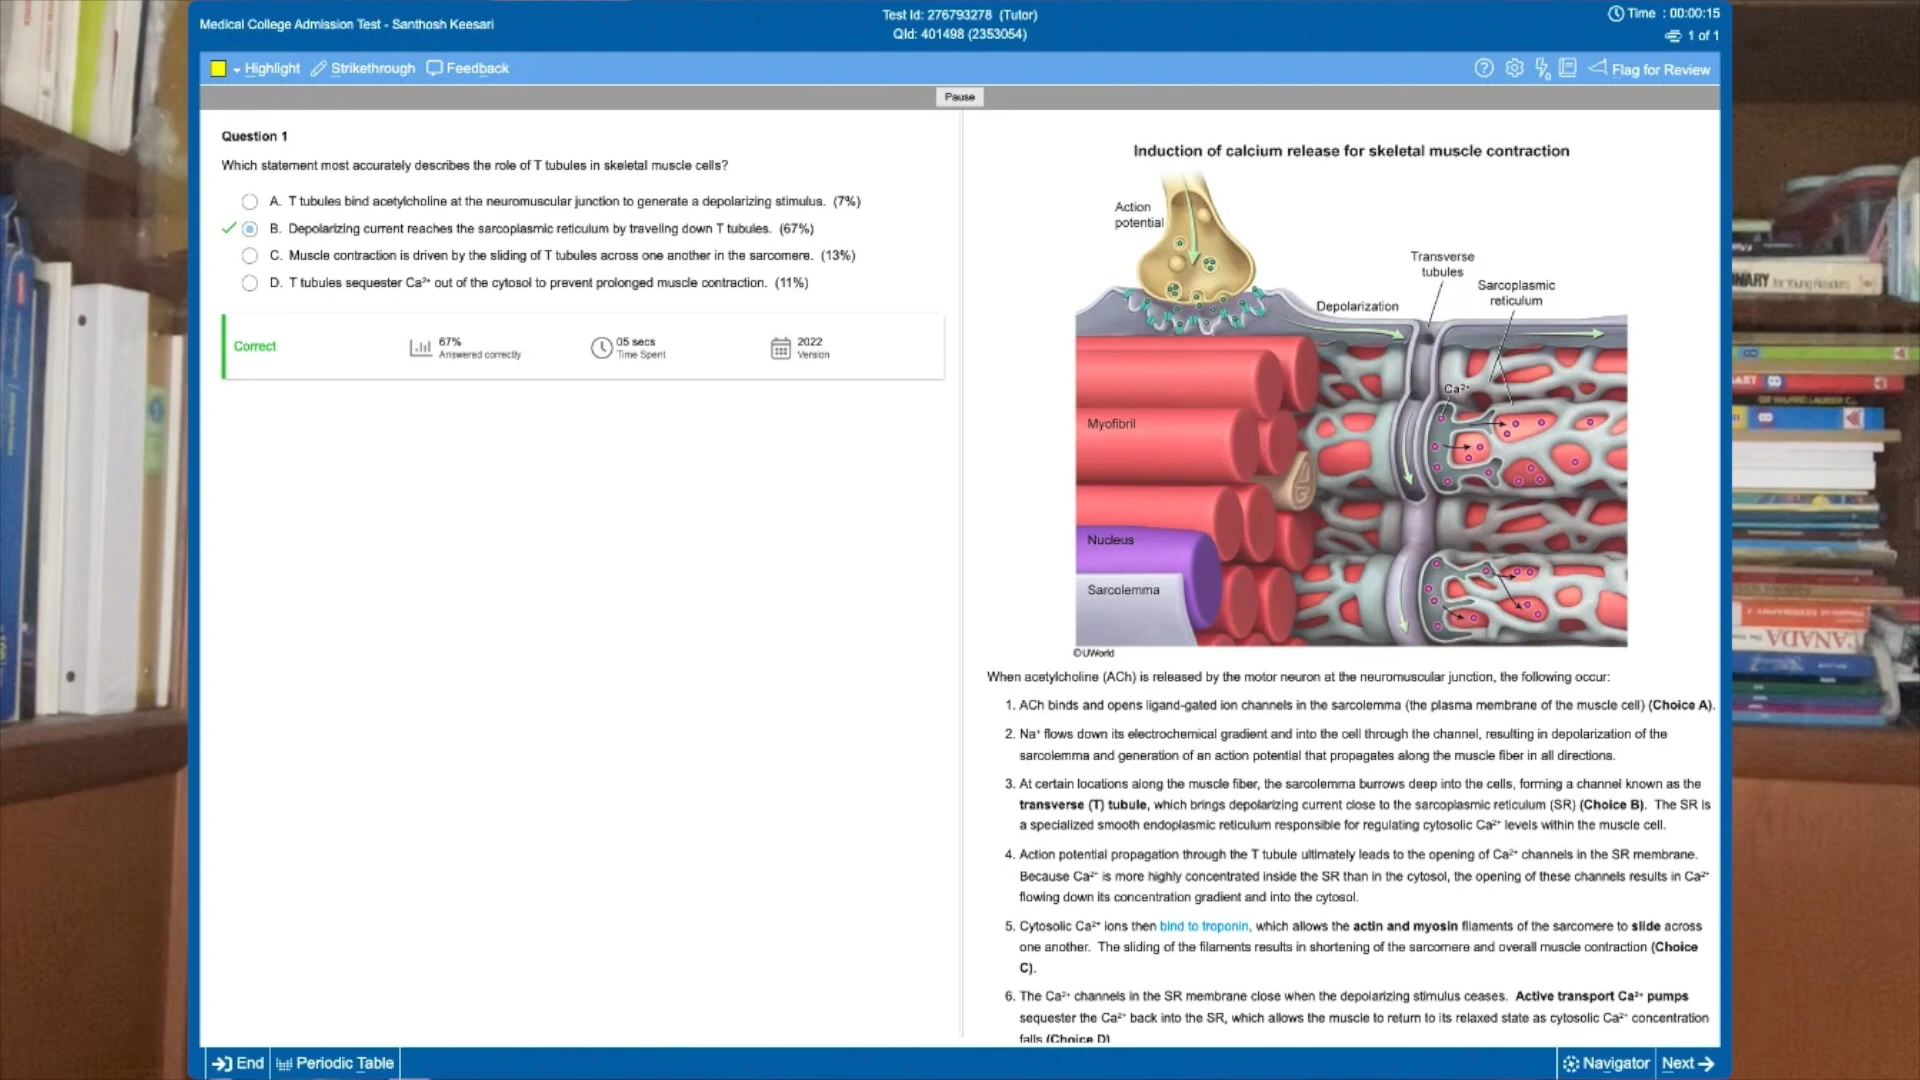 Medical College Admission Test - Santhosh Keesari
Test Id: 276793278 (Tutor)
QId: 401498 (2353054)
Time : 00:00:15
1 of 1
Highlight
Strikethrough
Feedback
Flag for Review
Pause
Question 1
Which statement most accurately describes the role of T tubules in skeletal muscle cells?
A. T tubules bind acetylcholine at the neuromuscular junction to generate a depolarizing stimulus. (7%)
B. Depolarizing current reaches the sarcoplasmic reticulum by traveling down T tubules. (67%)
C. Muscle contraction is driven by the sliding of T tubules across one another in the sarcomere. (13%)
D. T tubules sequester Ca²⁺ out of the cytosol to prevent prolonged muscle contraction. (11%)
Correct
67%
Answered correctly
05 secs
Time Spent
2022
Version
Induction of calcium release for skeletal muscle contraction
Action
potential
Transverse
tubules
Sarcoplasmic
reticulum
Depolarization
Ca²⁺
Myofibril
Nucleus
Sarcolemma
©UWorld
When acetylcholine (ACh) is released by the motor neuron at the neuromuscular junction, the following occur:
1. ACh binds and opens ligand-gated ion channels in the sarcolemma (the plasma membrane of the muscle cell) (Choice A).
2. Na⁺ flows down its electrochemical gradient and into the cell through the channel, resulting in depolarization of the
sarcolemma and generation of an action potential that propagates along the muscle fiber in all directions.
3. At certain locations along the muscle fiber, the sarcolemma burrows deep into the cells, forming a channel known as the
transverse (T) tubule, which brings depolarizing current close to the sarcoplasmic reticulum (SR) (Choice B). The SR is
a specialized smooth endoplasmic reticulum responsible for regulating cytosolic Ca²⁺ levels within the muscle cell.
4. Action potential propagation through the T tubule ultimately leads to the opening of Ca²⁺ channels in the SR membrane.
Because Ca²⁺ is more highly concentrated inside the SR than in the cytosol, the opening of these channels results in Ca²⁺
flowing down its concentration gradient and into the cytosol.
5. Cytosolic Ca²⁺ ions then bind to troponin, which allows the actin and myosin filaments of the sarcomere to slide across
one another. The sliding of the filaments results in shortening of the sarcomere and overall muscle contraction (Choice
C).
6. The Ca²⁺ channels in the SR membrane close when the depolarizing stimulus ceases. Active transport Ca²⁺ pumps
sequester the Ca²⁺ back into the SR, which allows the muscle to return to its relaxed state as cytosolic Ca²⁺ concentration
falls (Choice D)
End
Periodic Table
Navigator
Next
CANADA